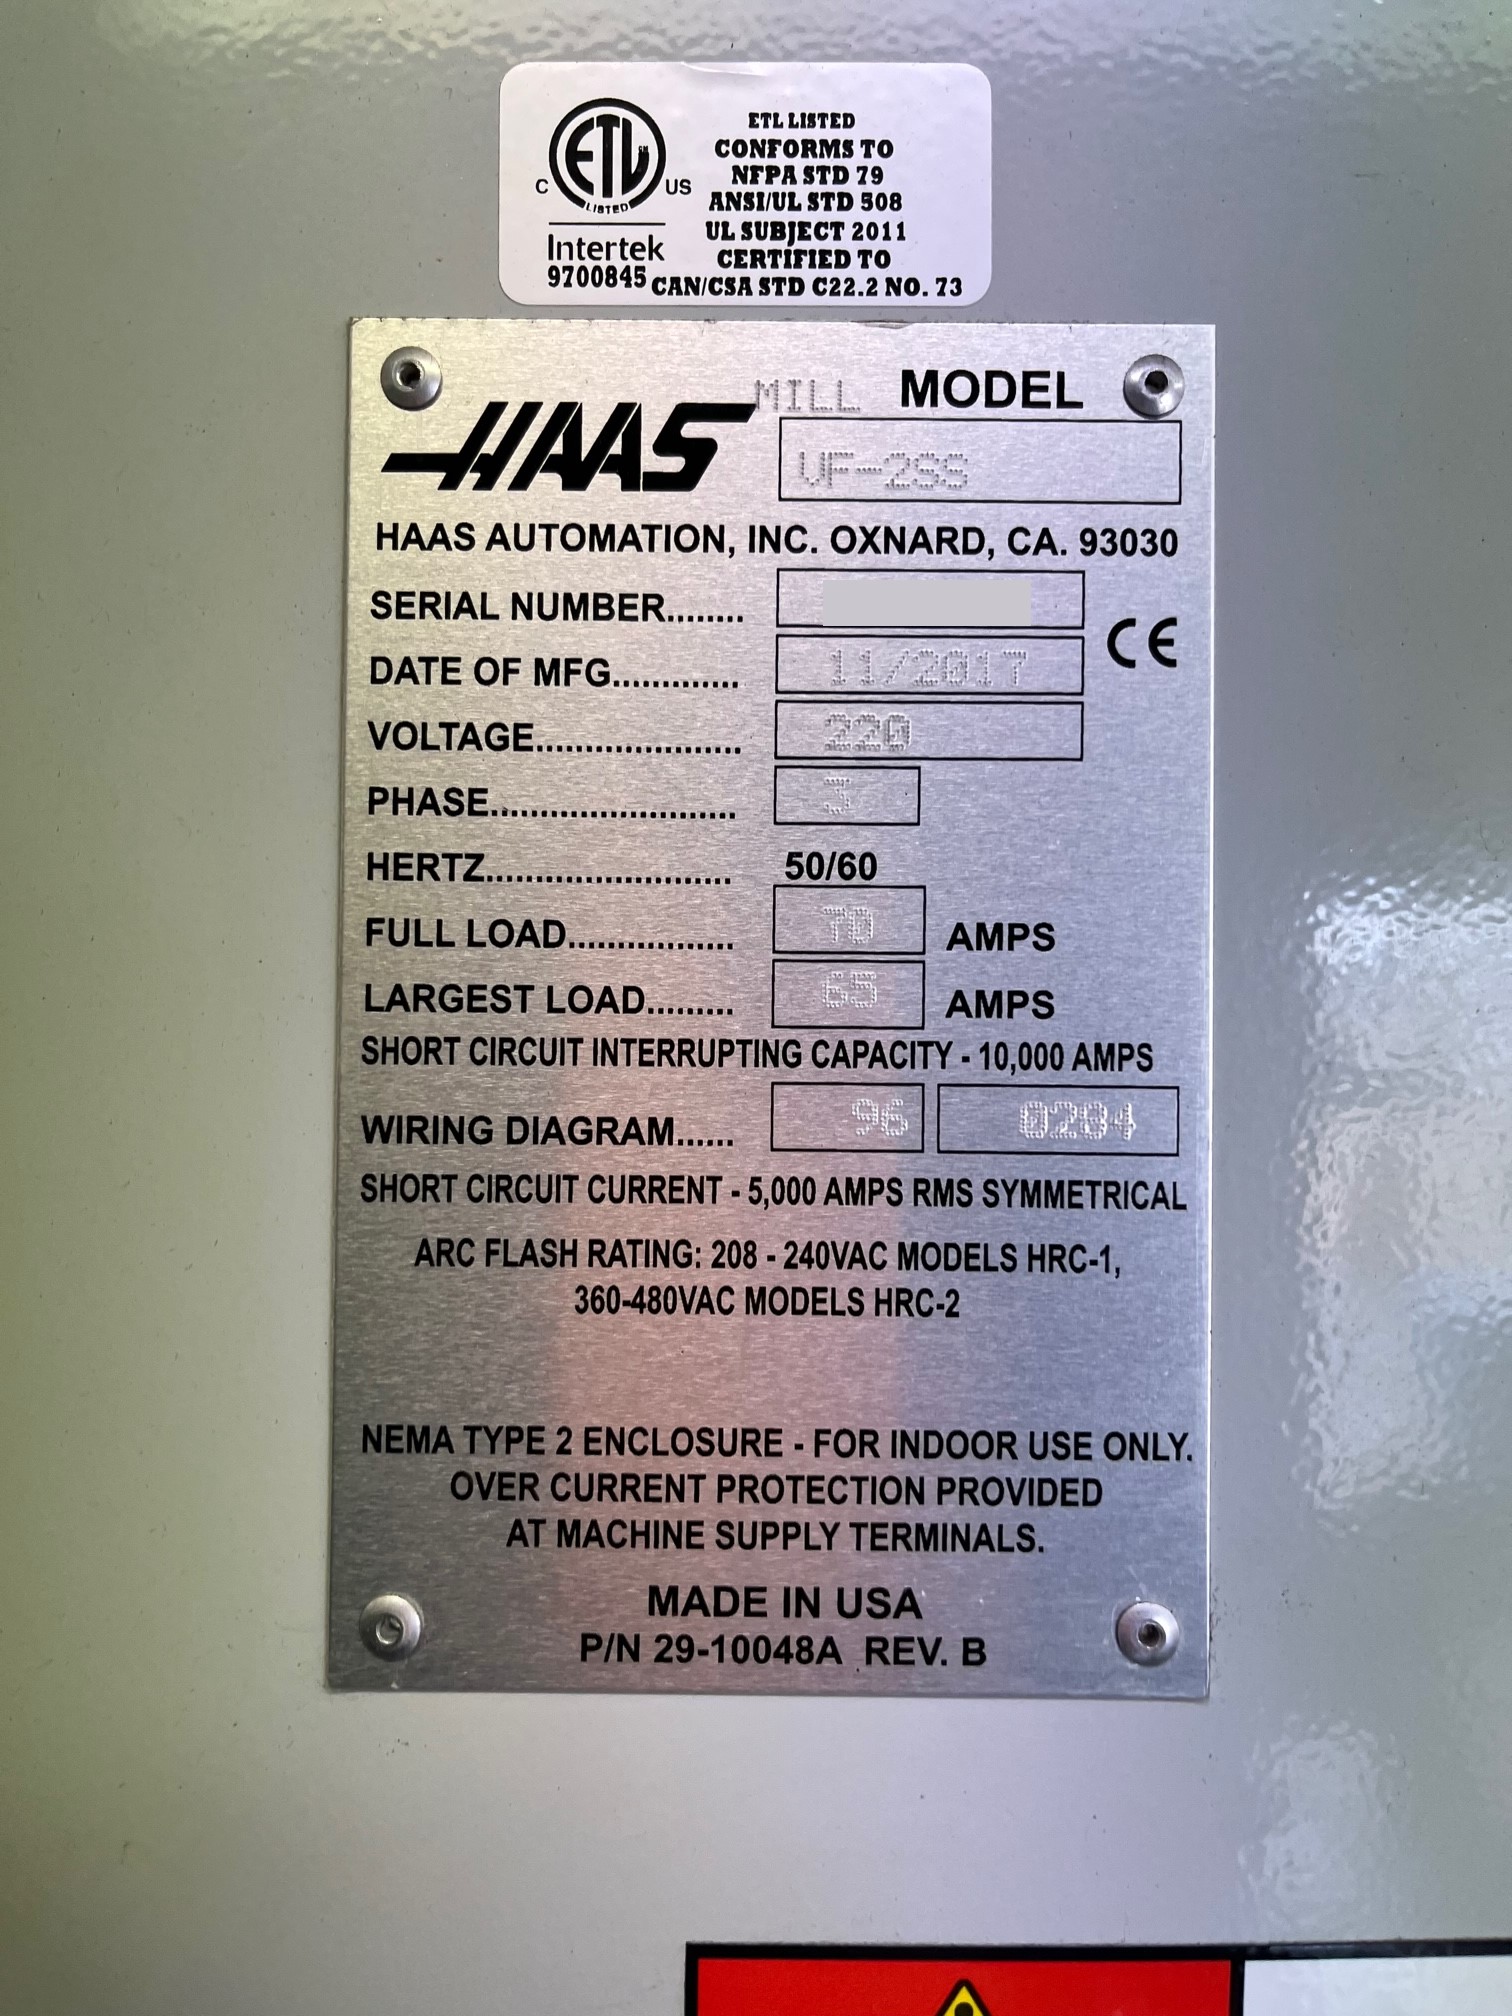 ETL LISTED
C US
Intertek
9700845
ETL LISTED
CONFORMS TO
NFPA STD 79
ANSI/UL STD 508
UL SUBJECT 2011
CERTIFIED TO
CAN/CSA STD C22.2 NO. 73
HAAS MILL MODEL
VF-2SS
HAAS AUTOMATION, INC. OXNARD, CA. 93030
SERIAL NUMBER........
DATE OF MFG............. 11/2017 CE
VOLTAGE..................... 220
PHASE......................... 3
HERTZ......................... 50/60
FULL LOAD................. 70 AMPS
LARGEST LOAD......... 65 AMPS
SHORT CIRCUIT INTERRUPTING CAPACITY - 10,000 AMPS
WIRING DIAGRAM...... 96 0284
SHORT CIRCUIT CURRENT - 5,000 AMPS RMS SYMMETRICAL
ARC FLASH RATING: 208 - 240VAC MODELS HRC-1,
360-480VAC MODELS HRC-2
NEMA TYPE 2 ENCLOSURE - FOR INDOOR USE ONLY.
OVER CURRENT PROTECTION PROVIDED
AT MACHINE SUPPLY TERMINALS.
MADE IN USA
P/N 29-10048A REV. B